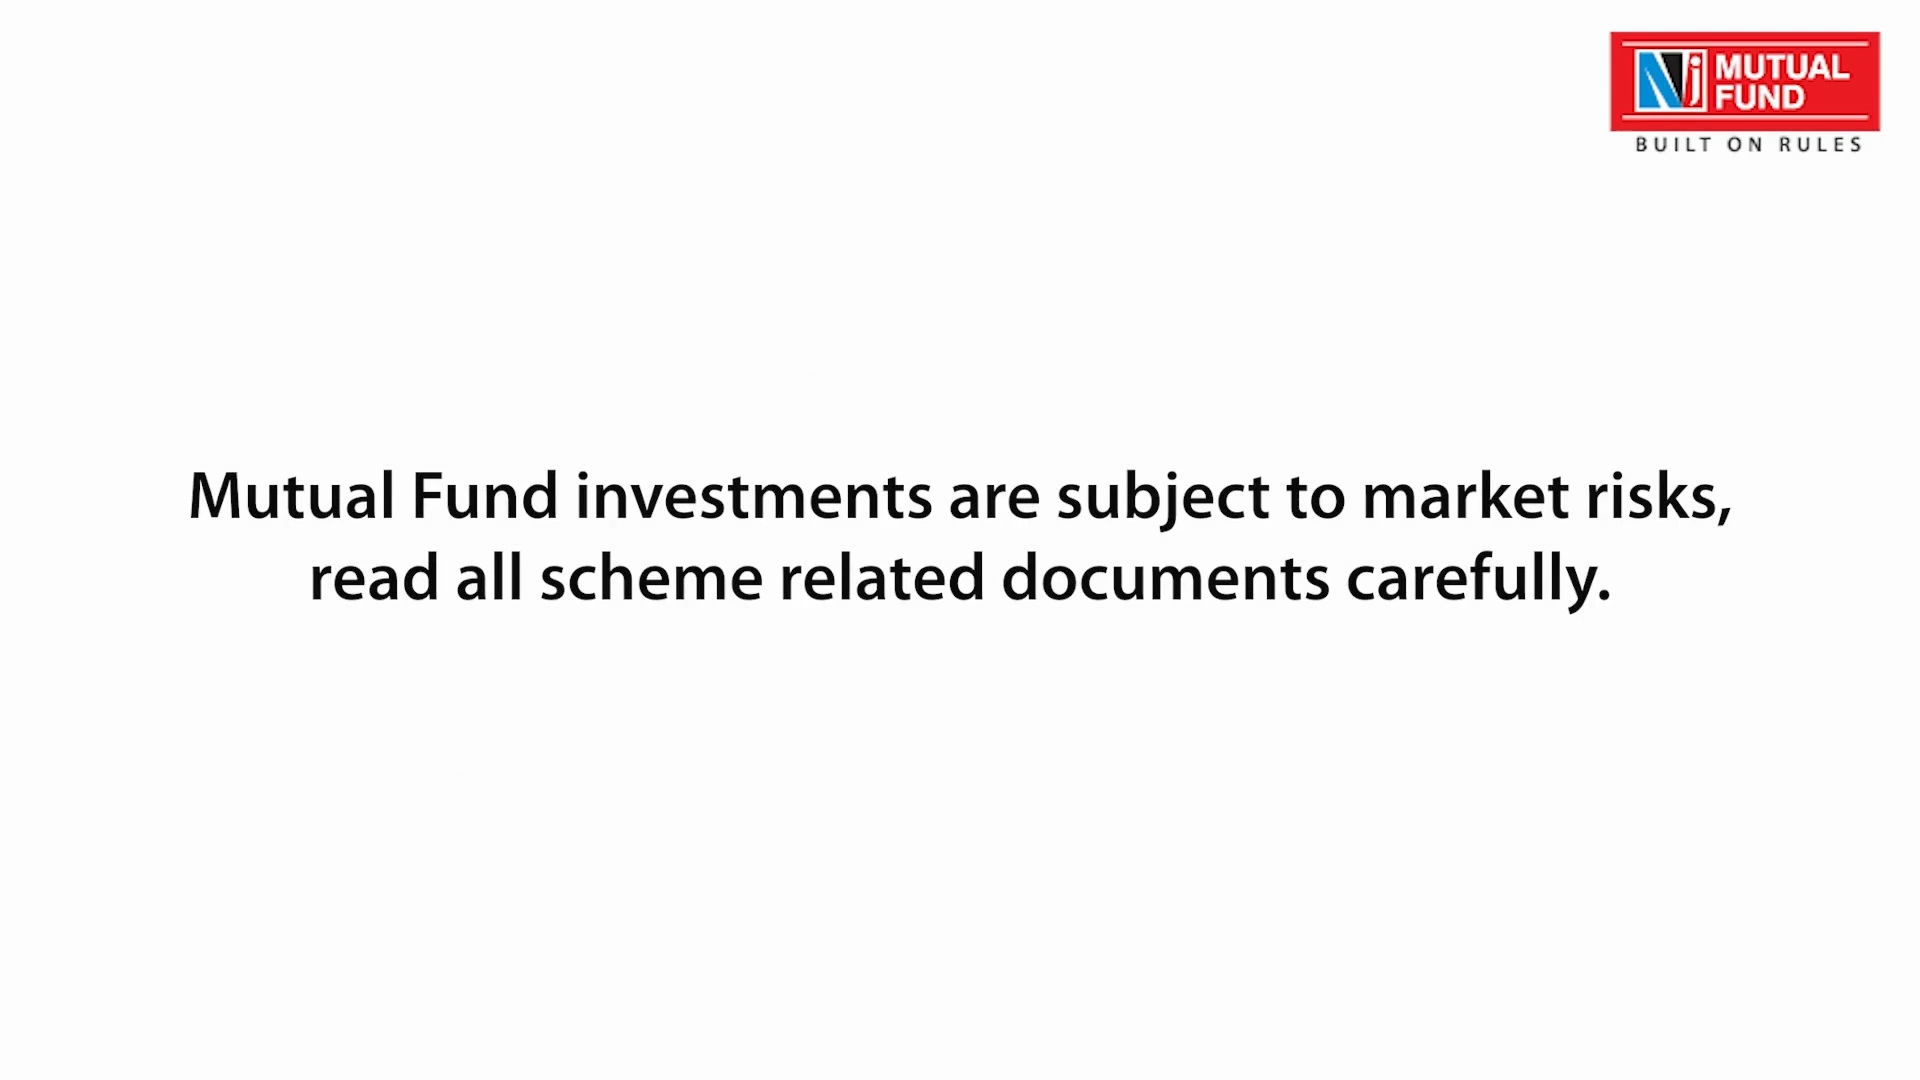 Nj MUTUAL
FUND
BUILT ON RULES
Mutual Fund investments are subject to market risks,
read all scheme related documents carefully.